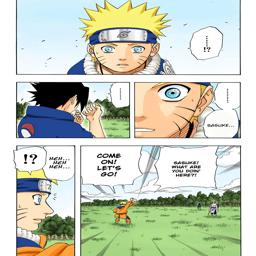 ......
!?
......
SASUKE...
......
SASUKE!
WHAT ARE
YOU DOIN'
HERE?!
COME
ON!
LET'S
GO!
HEH...
HEH...
HEH...
!?